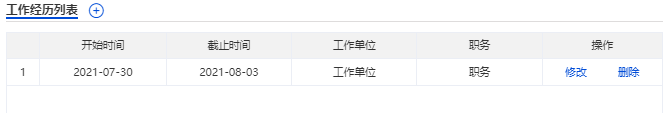 工作经历列表
开始时间 截止时间 工作单位 职务 操作
1 2021-07-30 2021-08-03 工作单位 职务 修改 删除